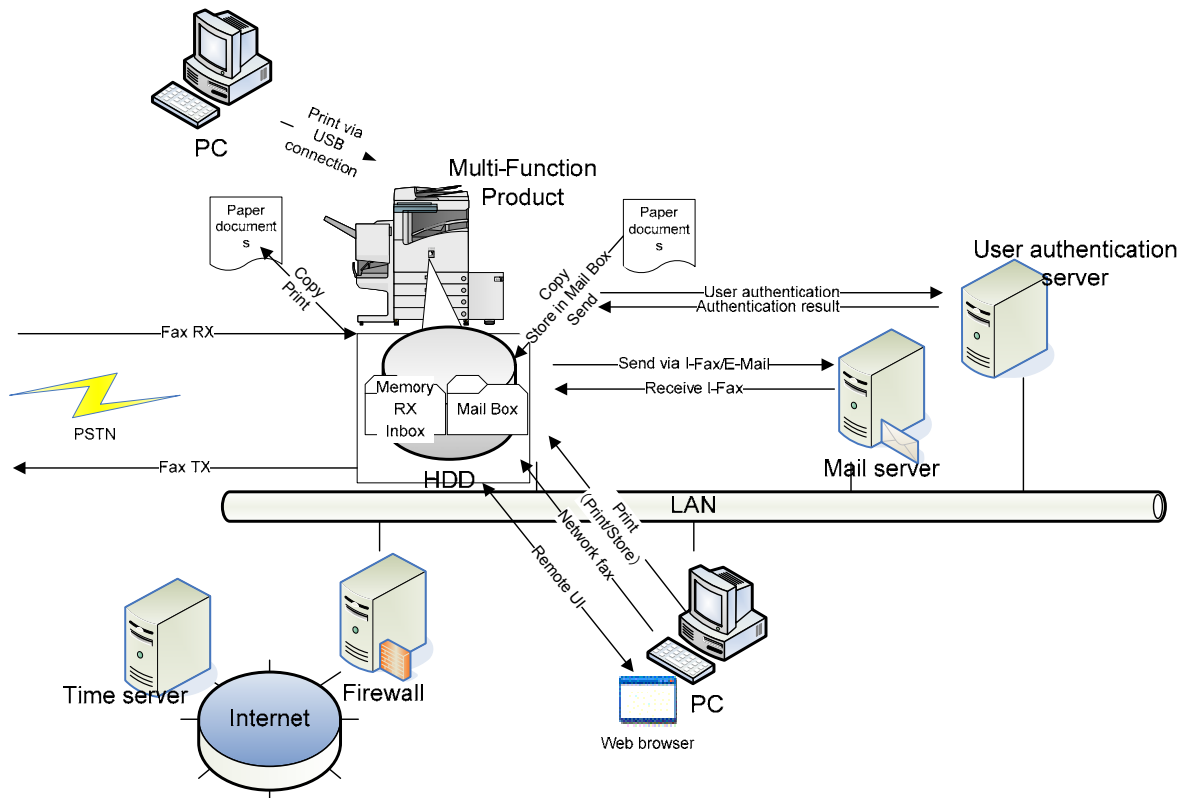 PC
Print via
USB
connection
Multi-Function
Product
Paper
document
s
Paper
document
s
User authentication
server
Copy
Print
Copy
Store in Mail Box
Send
User authentication
Authentication result
Fax RX
Send via I-Fax/E-Mail
Receive I-Fax
Memory
RX
Inbox
Mail Box
PSTN
Fax TX
HDD
Mail server
LAN
Print
(Print/Store)
Network fax
Remote UI
Time server
Firewall
Internet
PC
Web browser